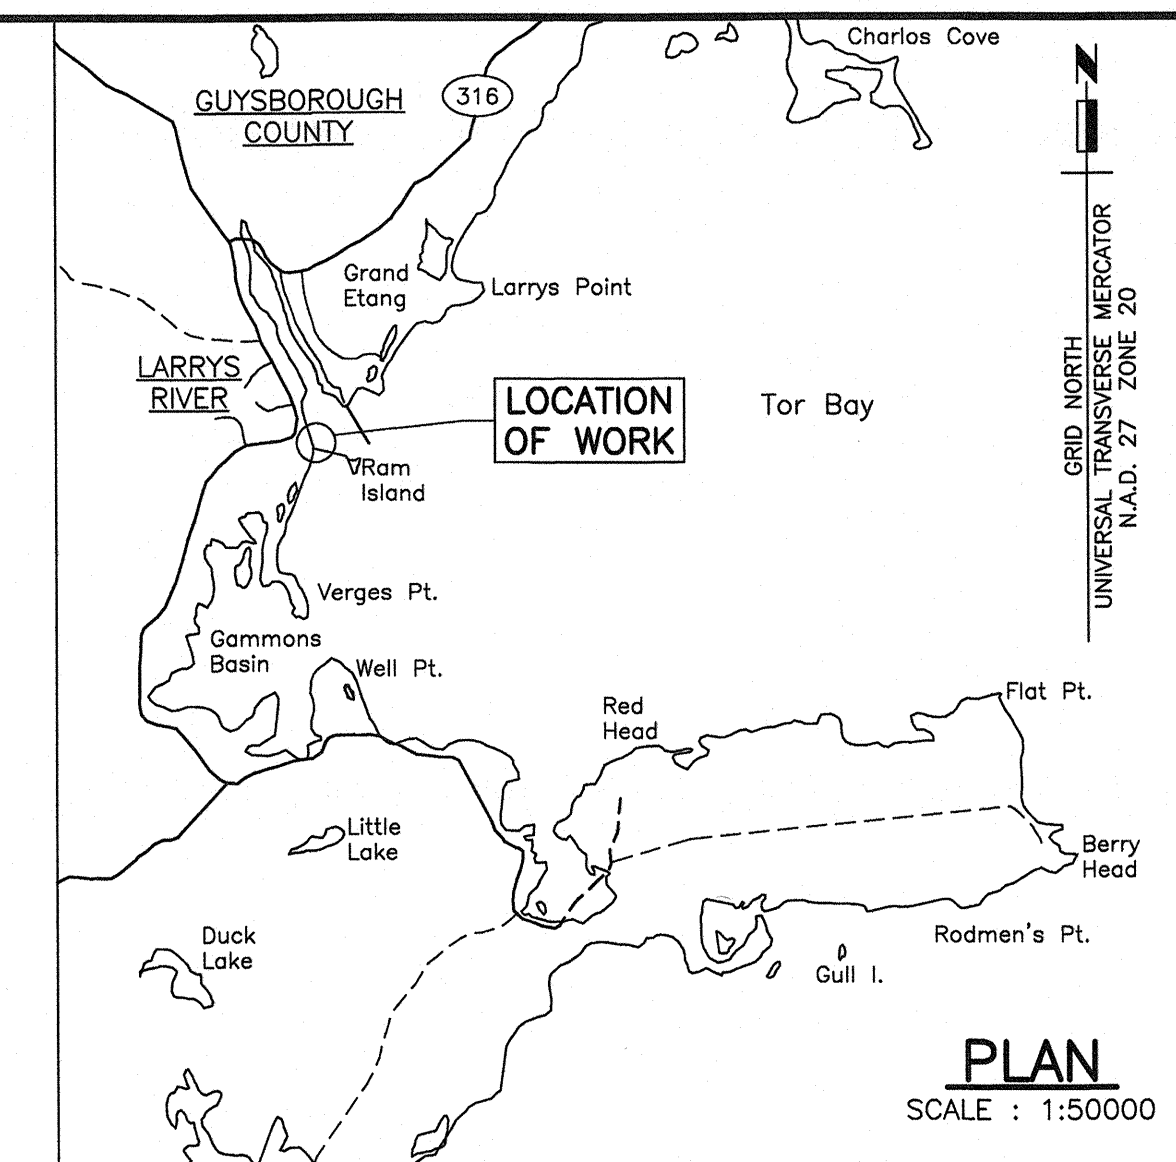 Charlos Cove
N
GUYSBOROUGH
COUNTY
316
Grand
Etang
Larrys Point
LARRYS
RIVER
LOCATION
OF WORK
Tor Bay
GRID NORTH
UNIVERSAL TRANSVERSE MERCATOR
N.A.D. 27 ZONE 20
Ram
Island
Verges Pt.
Gammons
Basin
Well Pt.
Red
Head
Flat Pt.
Little
Lake
Berry
Head
Duck
Lake
Rodmen's Pt.
Gull I.
PLAN
SCALE : 1:50000